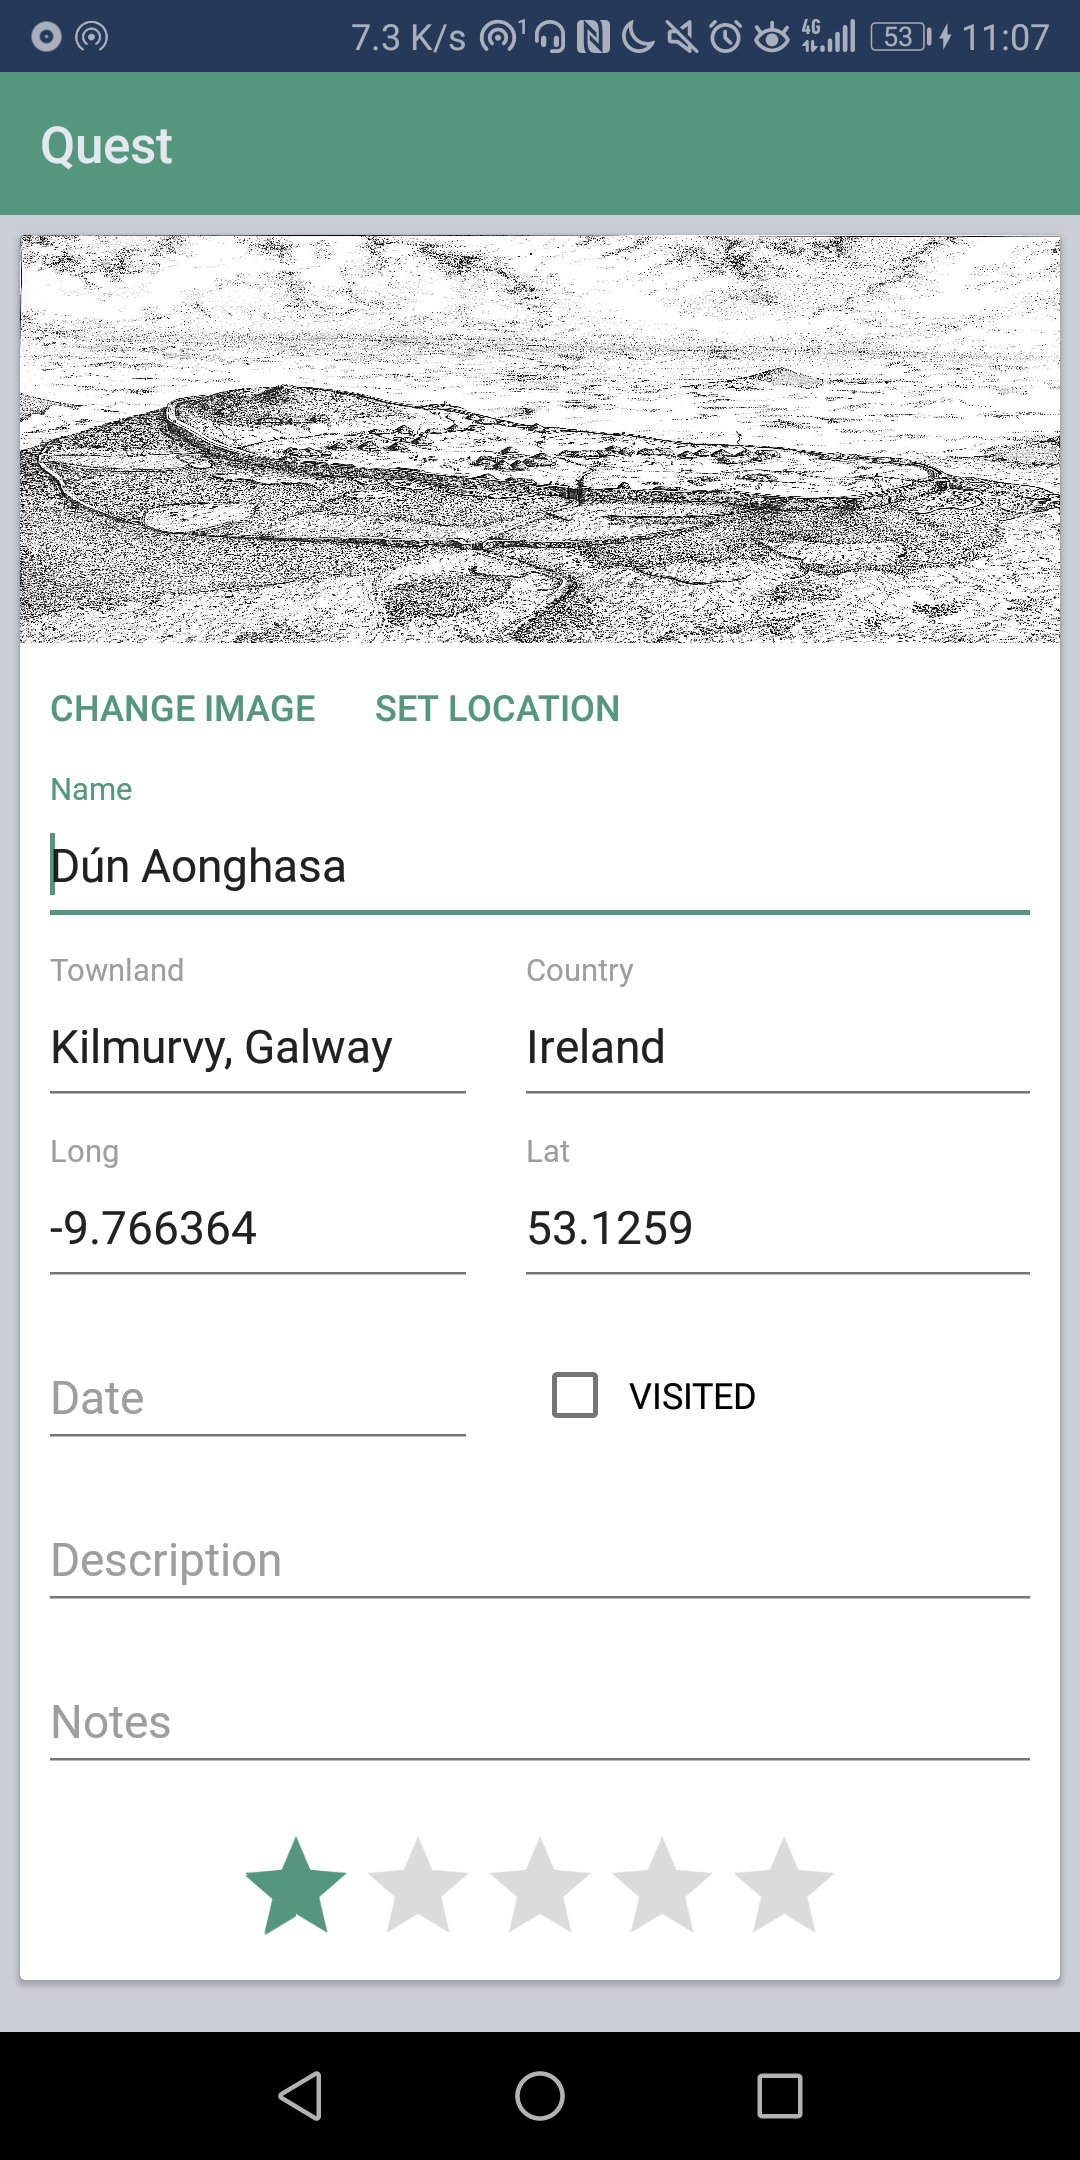 7.3 K/s 1 4G 53 11:07
Quest
CHANGE IMAGE SET LOCATION
Name
Dún Aonghasa
Townland Country
Kilmurvy, Galway Ireland
Long Lat
-9.766364 53.1259
Date VISITED
Description
Notes